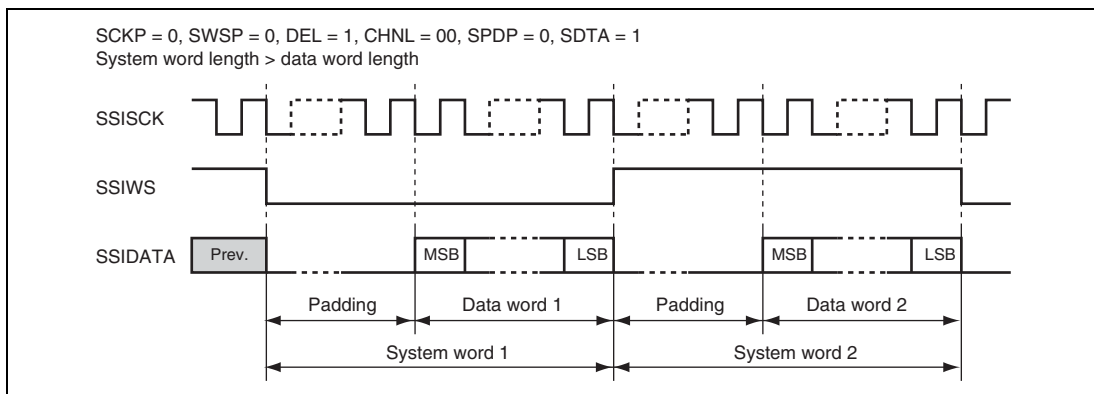 SCKP = 0, SWSP = 0, DEL = 1, CHNL = 00, SPDP = 0, SDTA = 1
System word length > data word length
SSISCK
SSIWS
SSIDATA
Prev.
MSB
LSB
MSB
LSB
Padding
Data word 1
Padding
Data word 2
System word 1
System word 2